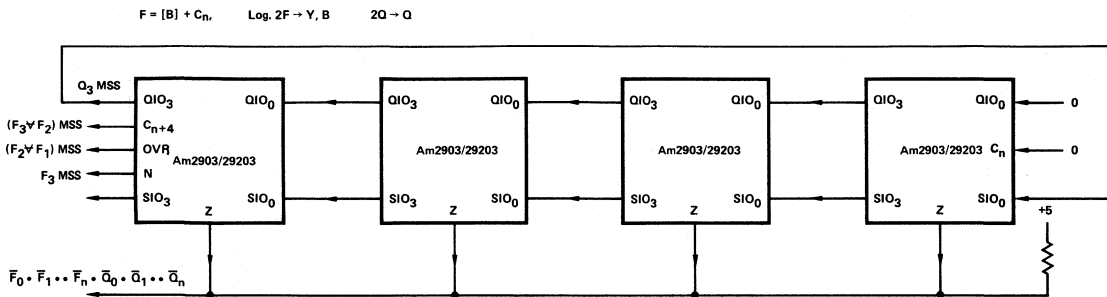 F = [B] + Cn, Log. 2F → Y, B 2Q → Q
Q3 MSS
QIO3 QIO0 QIO3 QIO0 QIO3 QIO0 QIO3 QIO0 0
(F3∀F2) MSS Cn+4
(F2∀F1) MSS OVR Am2903/29203 Am2903/29203 Am2903/29203 Am2903/29203 Cn 0
F3 MSS N
SIO3 SIO0 SIO3 SIO0 SIO3 SIO0 SIO3 SIO0
Z Z Z Z +5
F̅0 • F̅1 •• F̅n • Q̅0 • Q̅1 •• Q̅n